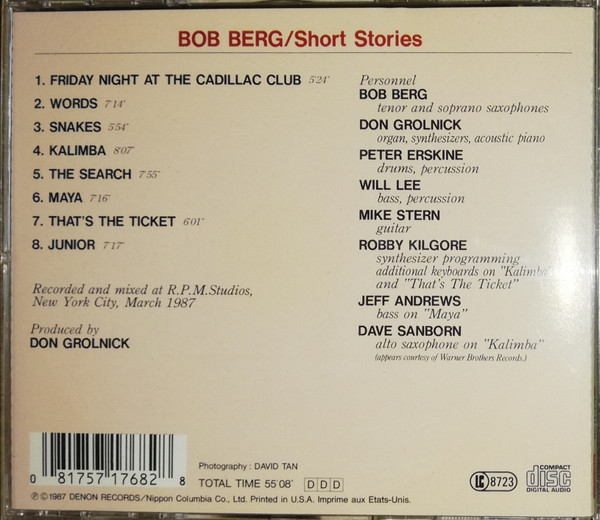 BOB BERG/Short Stories
1. FRIDAY NIGHT AT THE CADILLAC CLUB 5'24"
2. WORDS 7'14"
3. SNAKES 5'54"
4. KALIMBA 8'07"
5. THE SEARCH 7'55"
6. MAYA 7'16"
7. THAT'S THE TICKET 6'01"
8. JUNIOR 7'17"
Recorded and mixed at R.P.M.Studios,
New York City, March 1987
Produced by
DON GROLNICK
Personnel
BOB BERG
tenor and soprano saxophones
DON GROLNICK
organ, synthesizers, acoustic piano
PETER ERSKINE
drums, percussion
WILL LEE
bass, percussion
MIKE STERN
guitar
ROBBY KILGORE
synthesizer programming
additional keyboards on "Kalimba"
and "That's The Ticket"
JEFF ANDREWS
bass on "Maya"
DAVE SANBORN
alto saxophone on "Kalimba"
(appears courtesy of Warner Brothers Records.)
0 81757 17682 8
Photography : DAVID TAN
TOTAL TIME 55'08" D D D
LC 8723
COMPACT
disc
DIGITAL AUDIO
℗©1987 DENON RECORDS/Nippon Columbia Co., Ltd. Printed in U.S.A. Imprime aux Etats-Unis.